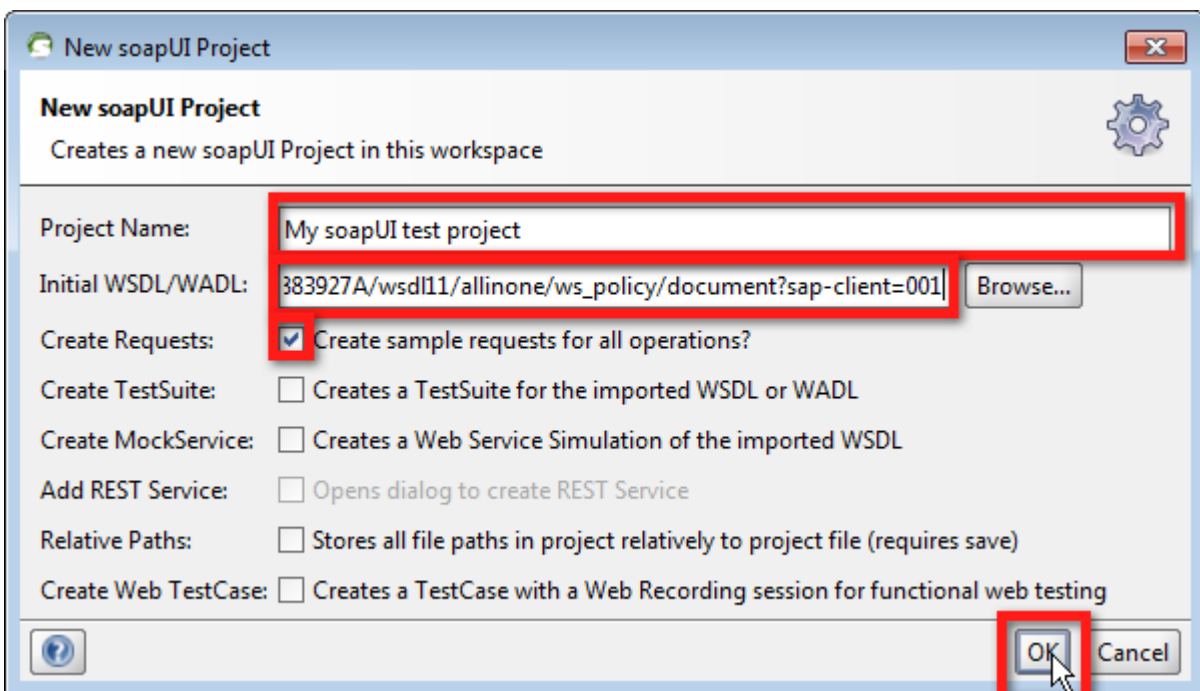 New soapUI Project
New soapUI Project
Creates a new soapUI Project in this workspace
Project Name: My soapUI test project
Initial WSDL/WADL: 383927A/wsdl11/allinone/ws_policy/document?sap-client=001 Browse...
Create Requests: Create sample requests for all operations?
Create TestSuite: Creates a TestSuite for the imported WSDL or WADL
Create MockService: Creates a Web Service Simulation of the imported WSDL
Add REST Service: Opens dialog to create REST Service
Relative Paths: Stores all file paths in project relatively to project file (requires save)
Create Web TestCase: Creates a TestCase with a Web Recording session for functional web testing
OK Cancel